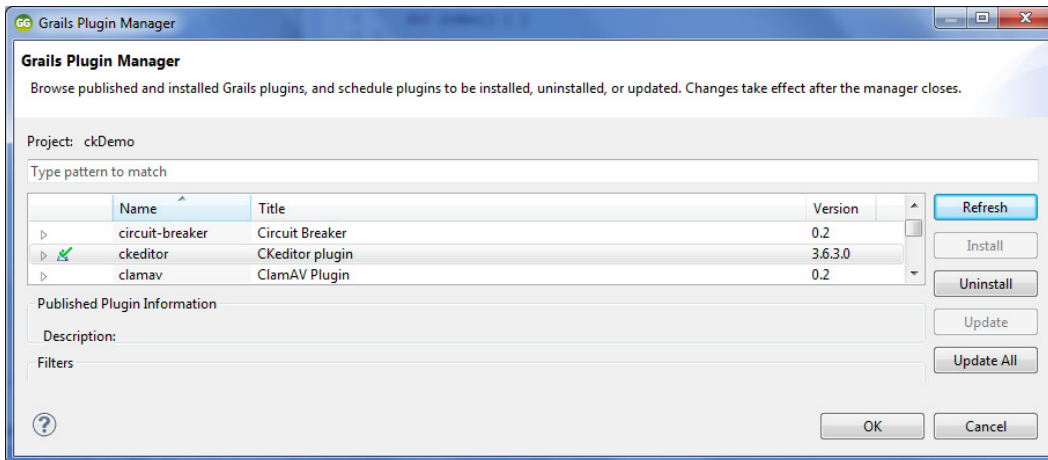 GG Grails Plugin Manager
Grails Plugin Manager
Browse published and installed Grails plugins, and schedule plugins to be installed, uninstalled, or updated. Changes take effect after the manager closes.
Project: ckDemo
Type pattern to match
Name Title Version
circuit-breaker Circuit Breaker 0.2
ckeditor CKeditor plugin 3.6.3.0
clamav ClamAV Plugin 0.2
Refresh
Install
Uninstall
Update
Update All
Published Plugin Information
Description:
Filters
?
OK Cancel